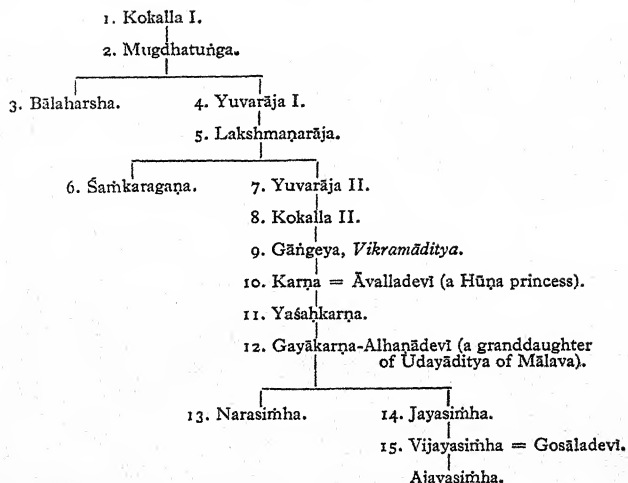 1. Kokalla I.
2. Mugdhatuṅga.
3. Bālaharsha. 4. Yuvarāja I.
5. Lakshmaṇarāja.
6. Śaṁkaragaṇa. 7. Yuvarāja II.
8. Kokalla II.
9. Gāṅgeya, Vikramāditya.
10. Karṇa = Āvalladevī (a Hūṇa princess).
11. Yaśaḥkarṇa.
12. Gayākarṇa-Alhaṇādevī (a granddaughter
of Udayāditya of Mālava).
13. Narasiṁha. 14. Jayasiṁha.
15. Vijayasiṁha = Gosāladevī.
Ajayasiṁha.